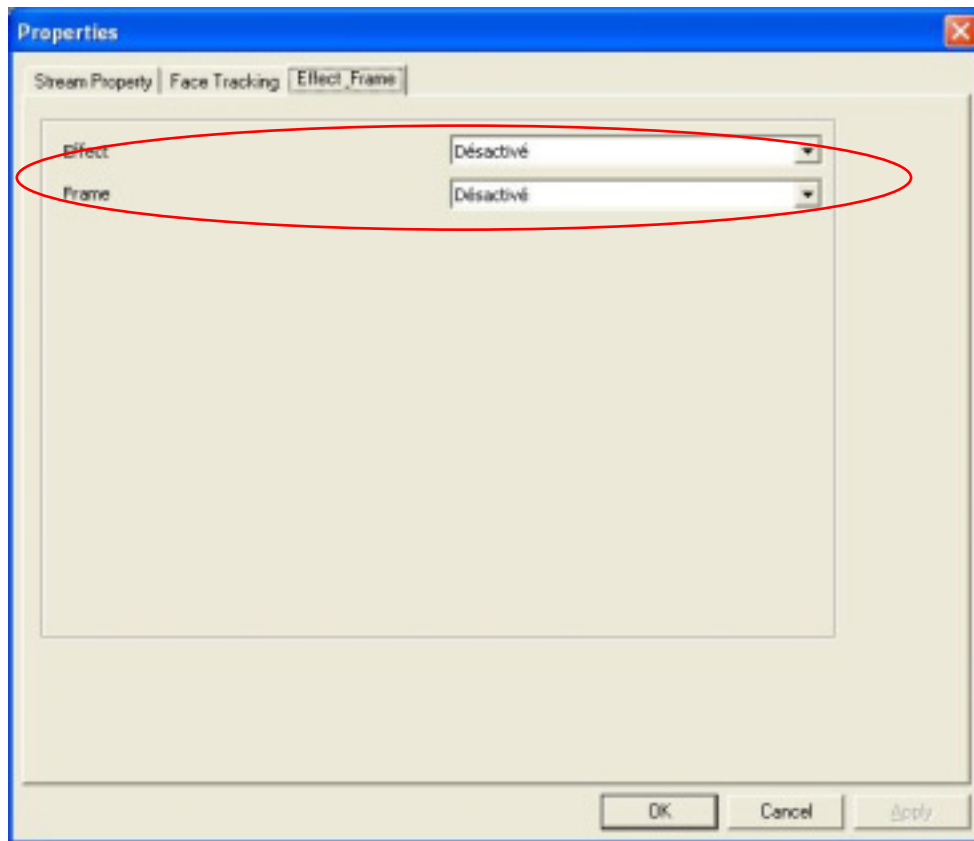 Properties
Stream Property Face Tracking Effect_Frame
Effect Désactivé
Frame Désactivé
OK Cancel Apply